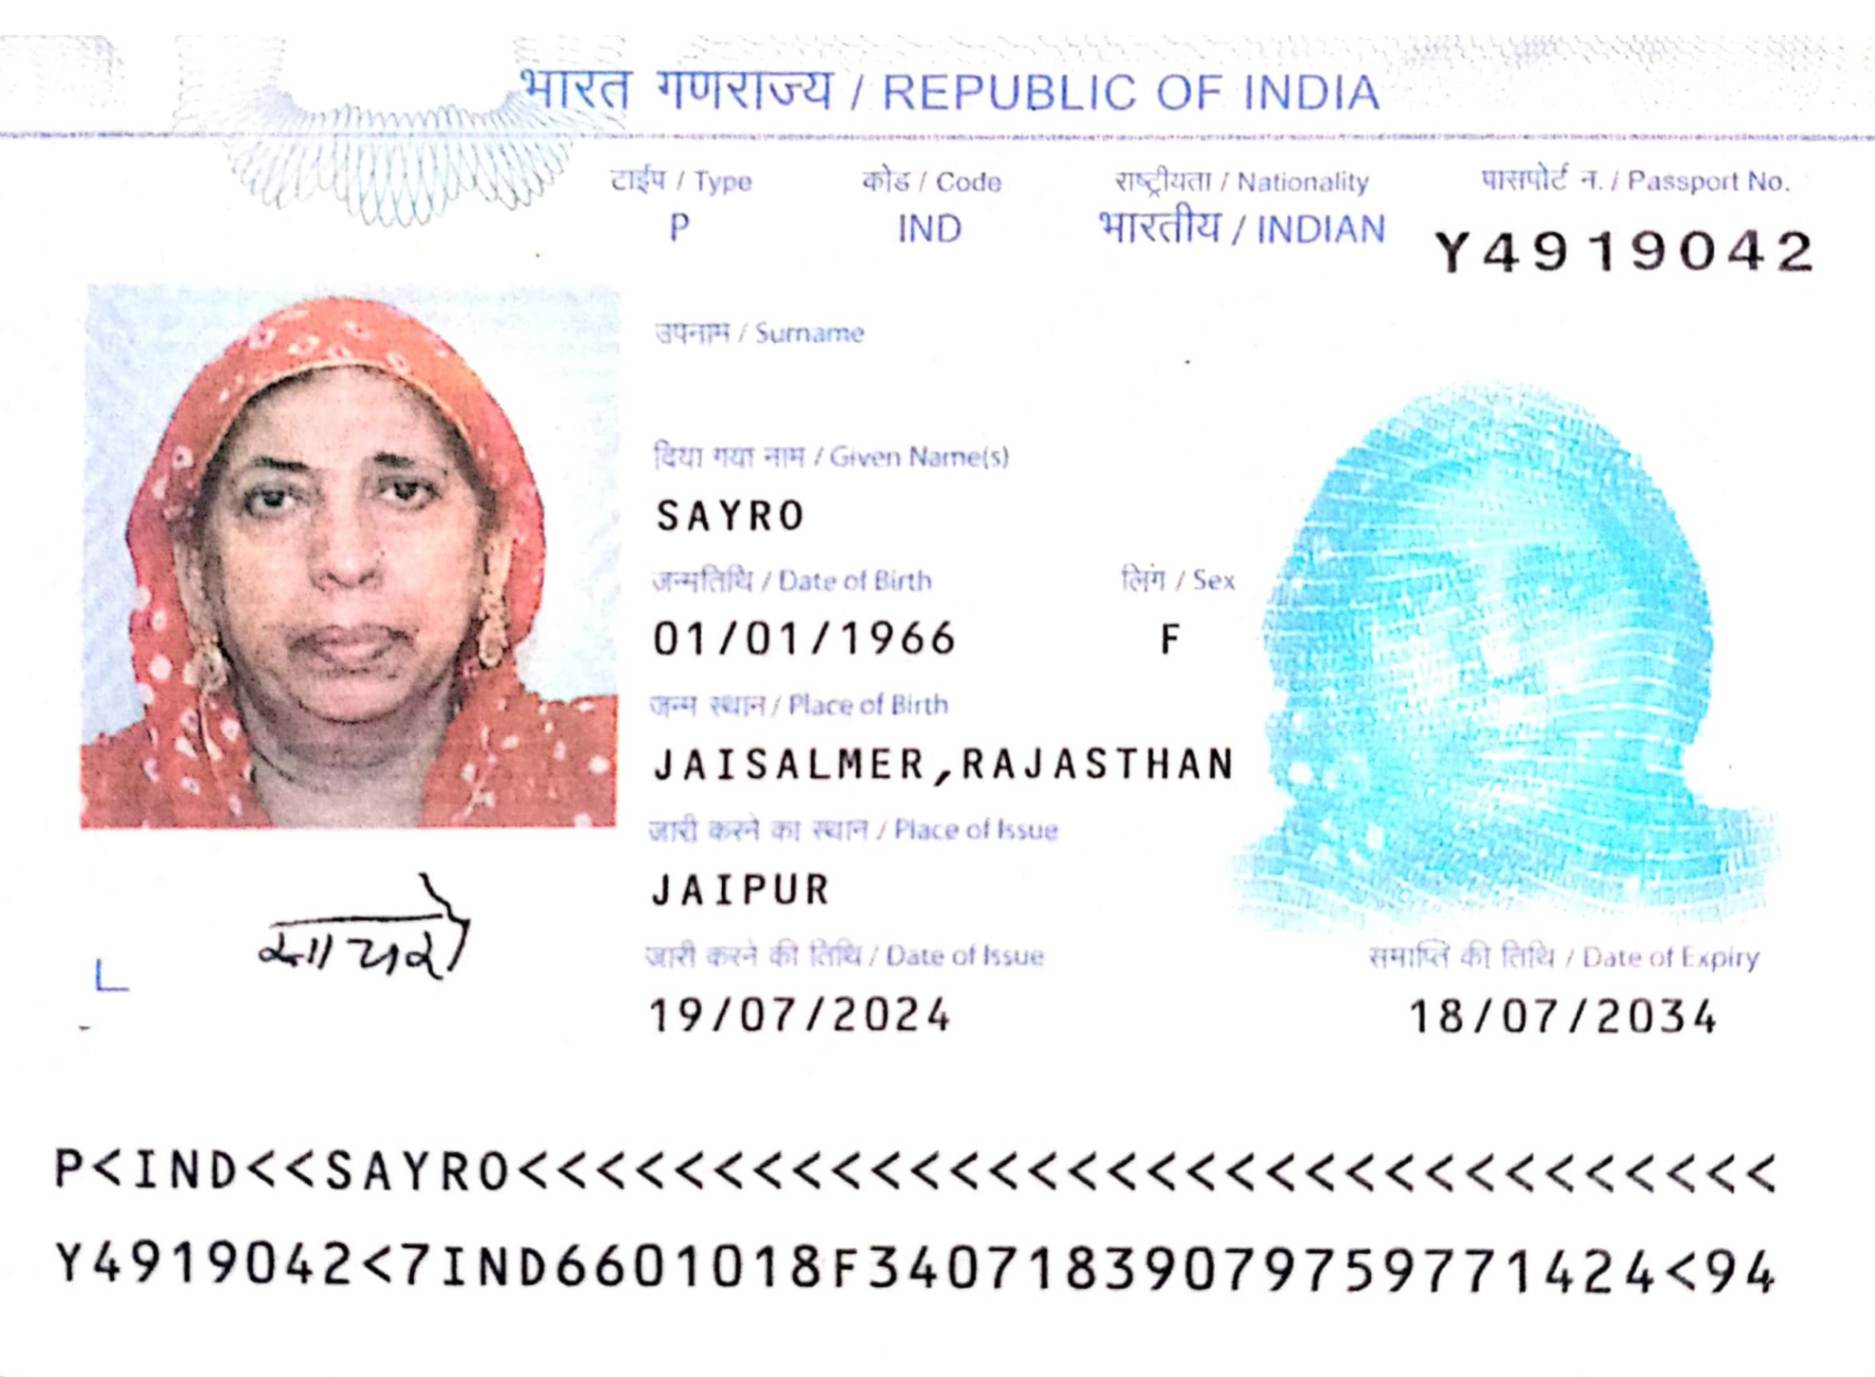 भारत गणराज्य / REPUBLIC OF INDIA
टाईप / Type कोड / Code राष्ट्रीयता / Nationality पासपोर्ट न. / Passport No.
P IND भारतीय / INDIAN Y4919042
उपनाम / Surname
दिया गया नाम / Given Name(s)
SAYRO
जन्मतिथि / Date of Birth लिंग / Sex
01/01/1966 F
जन्म स्थान / Place of Birth
JAISALMER,RAJASTHAN
जारी करने का स्थान / Place of Issue
JAIPUR
सायरो
जारी करने की तिथि / Date of Issue समाप्ति की तिथि / Date of Expiry
19/07/2024 18/07/2034
P<IND<<SAYRO<<<<<<<<<<<<<<<<<<<<<<<<<<<<<<<<
Y4919042<7IND6601018F34071839079759771424<94